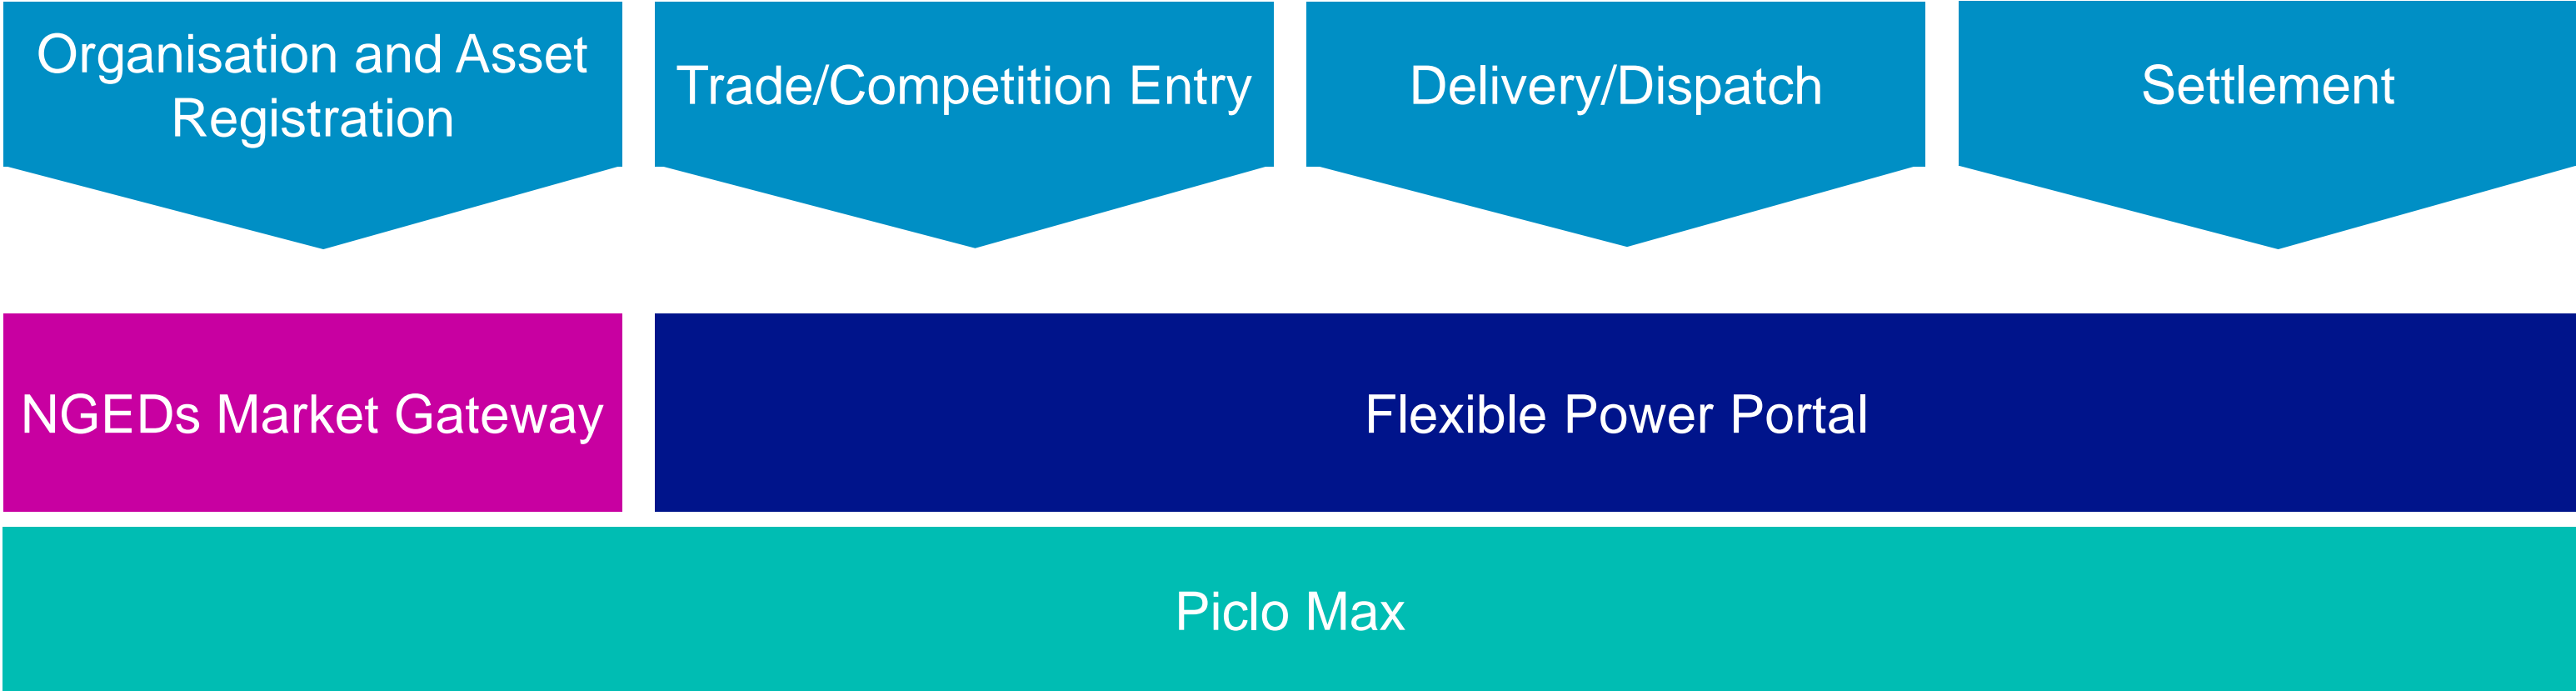 Organisation and Asset
Registration
Trade/Competition Entry
Delivery/Dispatch
Settlement
NGEDs Market Gateway
Flexible Power Portal
Piclo Max